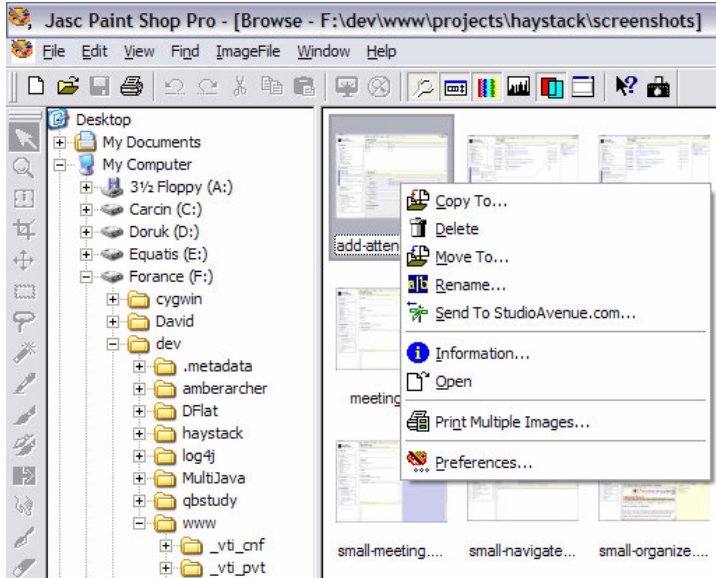 Jasc Paint Shop Pro - [Browse - F:\dev\www\projects\haystack\screenshots]
File Edit View Find ImageFile Window Help
Desktop
My Documents
My Computer
3½ Floppy (A:)
Carcin (C:)
Doruk (D:)
Equatis (E:)
Forance (F:)
cygwin
David
dev
.metadata
amberarcher
DFlat
haystack
log4j
MultiJava
qbstudy
www
_vti_cnf
_vti_pvt
add-atten
Copy To...
Delete
Move To...
a|b Rename...
Send To StudioAvenue.com...
Information...
Open
Print Multiple Images...
Preferences...
meeting
small-meeting.... small-navigate... small-organize....